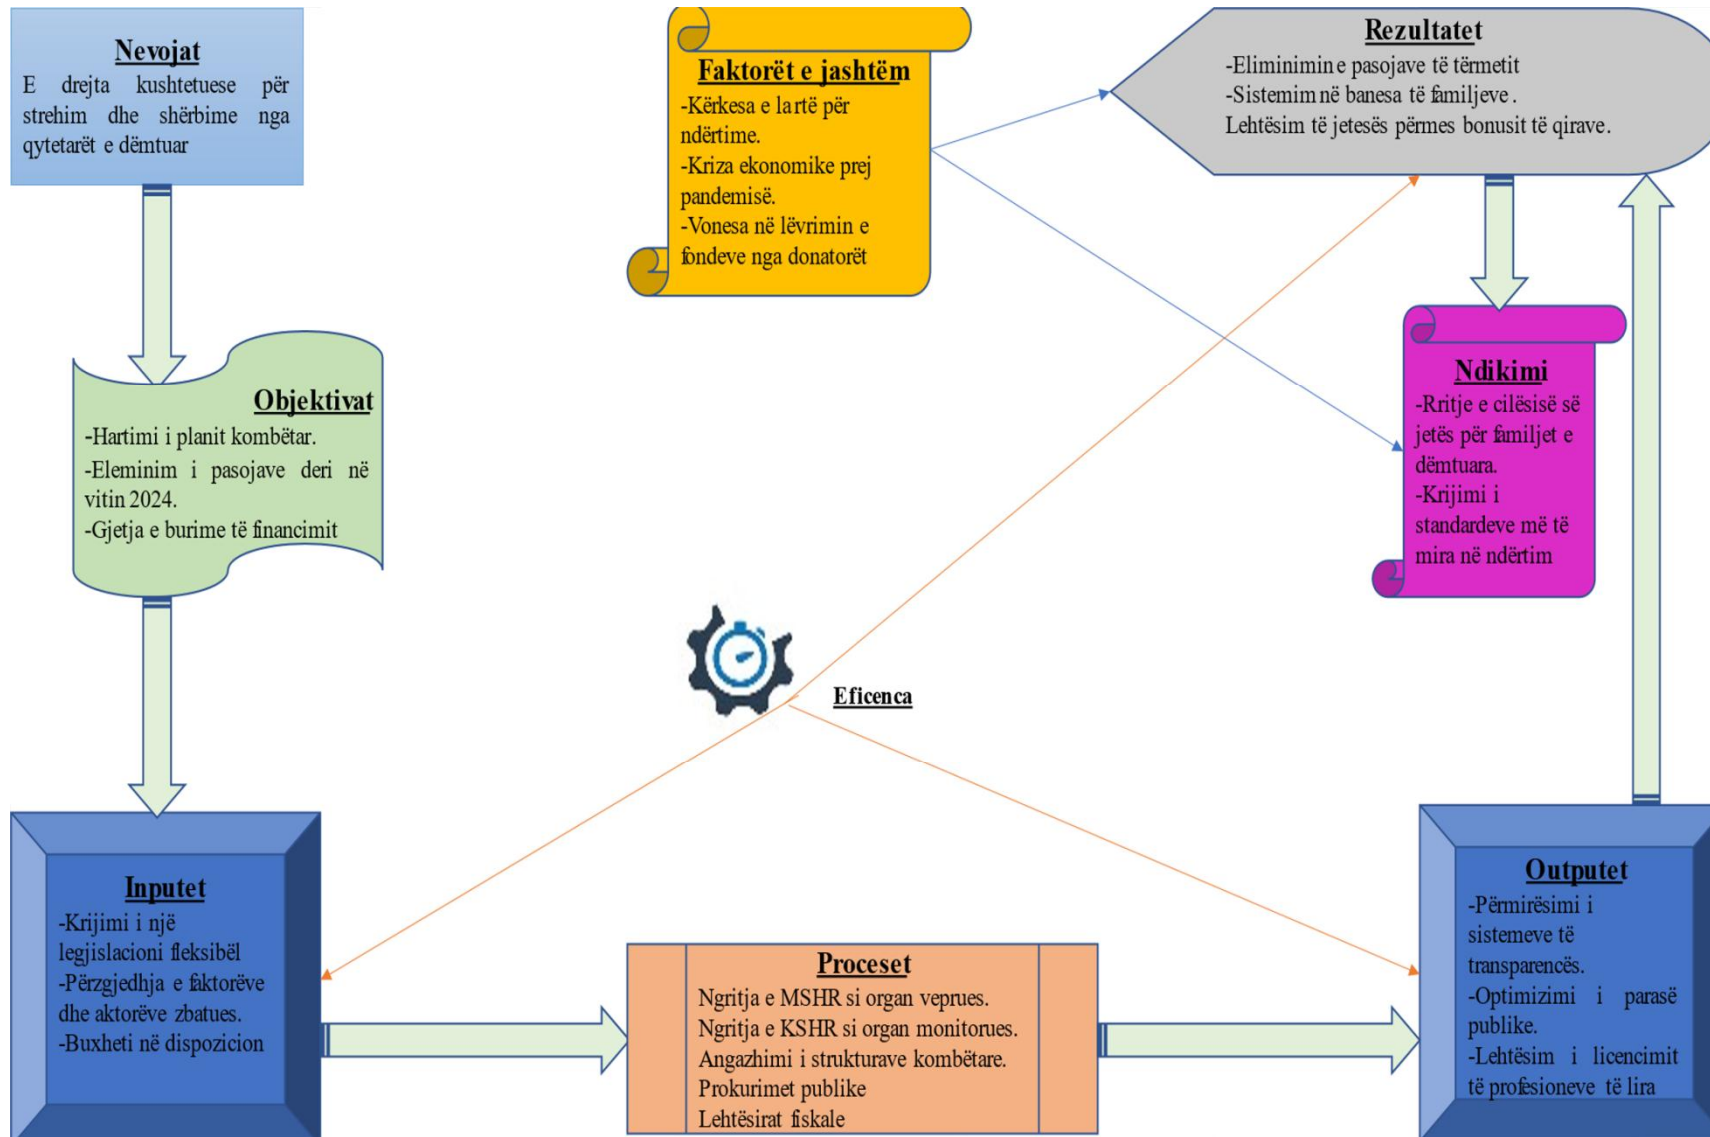 Nevojat
E drejta kushtetuese për
strehim dhe shërbime nga
qytetarët e dëmtuar
Faktorët e jashtëm
-Kërkesa e lartë për
ndërtime.
-Kriza ekonomike prej
pandemisë.
-Vonesa në lëvrimin e
fondeve nga donatorët
Rezultatet
-Eliminimin e pasojave të tërmetit
-Sistemim në banesa të familjeve .
Lehtësim të jetesës përmes bonusit të qirave.
Objektivat
-Hartimi i planit kombëtar.
-Eleminim i pasojave deri në
vitin 2024.
-Gjetja e burime të financimit
Ndikimi
-Rritje e cilësisë së
jetës për familjet e
dëmtuara.
-Krijimi i
standardeve më të
mira në ndërtim
Eficenca
Inputet
-Krijimi i një
legjislacioni fleksibël
-Përzgjedhja e faktorëve
dhe aktorëve zbatues.
-Buxheti në dispozicion
Proceset
Ngritja e MSHR si organ veprues.
Ngritja e KSHR si organ monitorues.
Angazhimi i strukturave kombëtare.
Prokurimet publike
Lehtësirat fiskale
Outputet
-Përmirësimi i
sistemeve të
transparencës.
-Optimizimi i parasë
publike.
-Lehtësim i licencimit
të profesioneve të lira